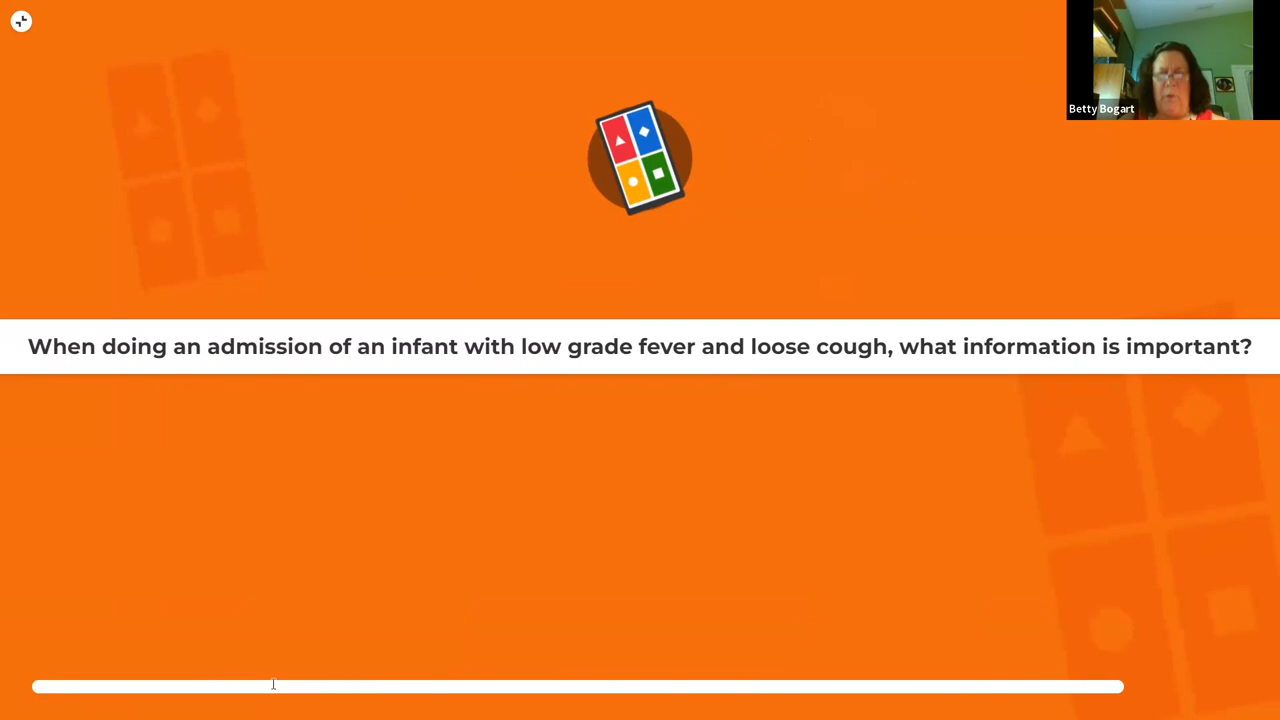 Betty Bogart
When doing an admission of an infant with low grade fever and loose cough, what information is important?